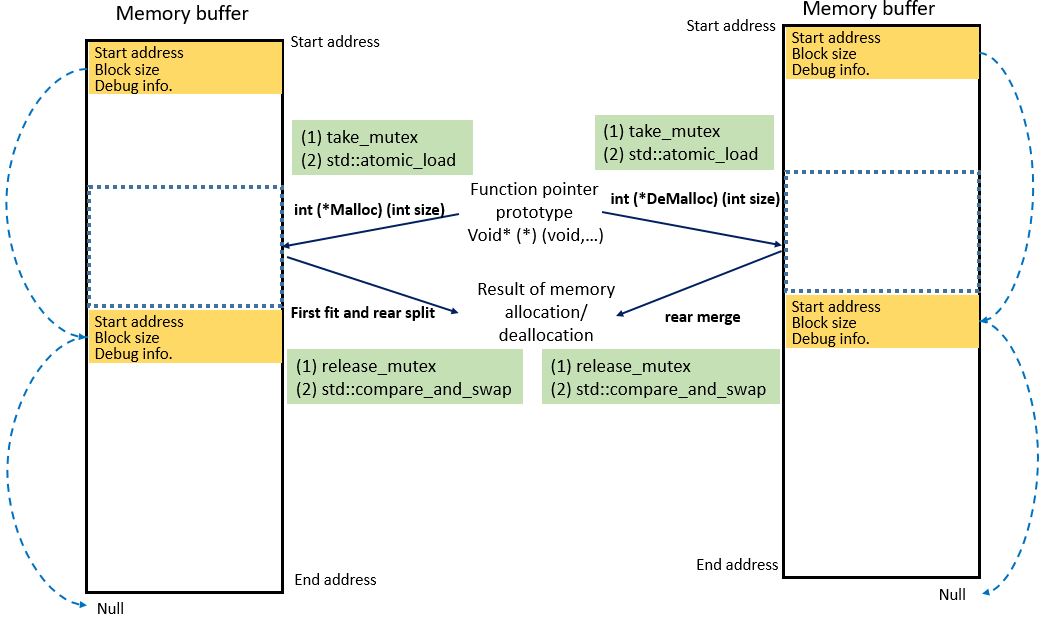 Memory buffer
Start address
Start address
Block size
Debug info.
(1) take_mutex
(2) std::atomic_load
int (*Malloc) (int size)
First fit and rear split
Start address
Block size
Debug info.
(1) release_mutex
(2) std::compare_and_swap
End address
Null
Function pointer
prototype
Void* (*) (void,...)
Result of memory
allocation/
deallocation
Memory buffer
Start address
Start address
Block size
Debug info.
(1) take_mutex
(2) std::atomic_load
int (*DeMalloc) (int size)
rear merge
Start address
Block size
Debug info.
(1) release_mutex
(2) std::compare_and_swap
End address
Null